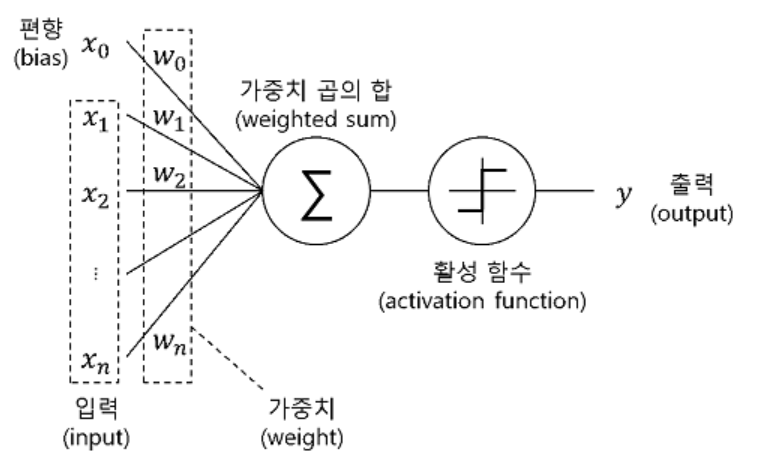 편향
(bias)
x₀
w₀
가중치 곱의 합
(weighted sum)
x₁
w₁
x₂
w₂
∑
y
출력
(output)
⋮
활성 함수
(activation function)
xₙ
wₙ
입력
(input)
가중치
(weight)